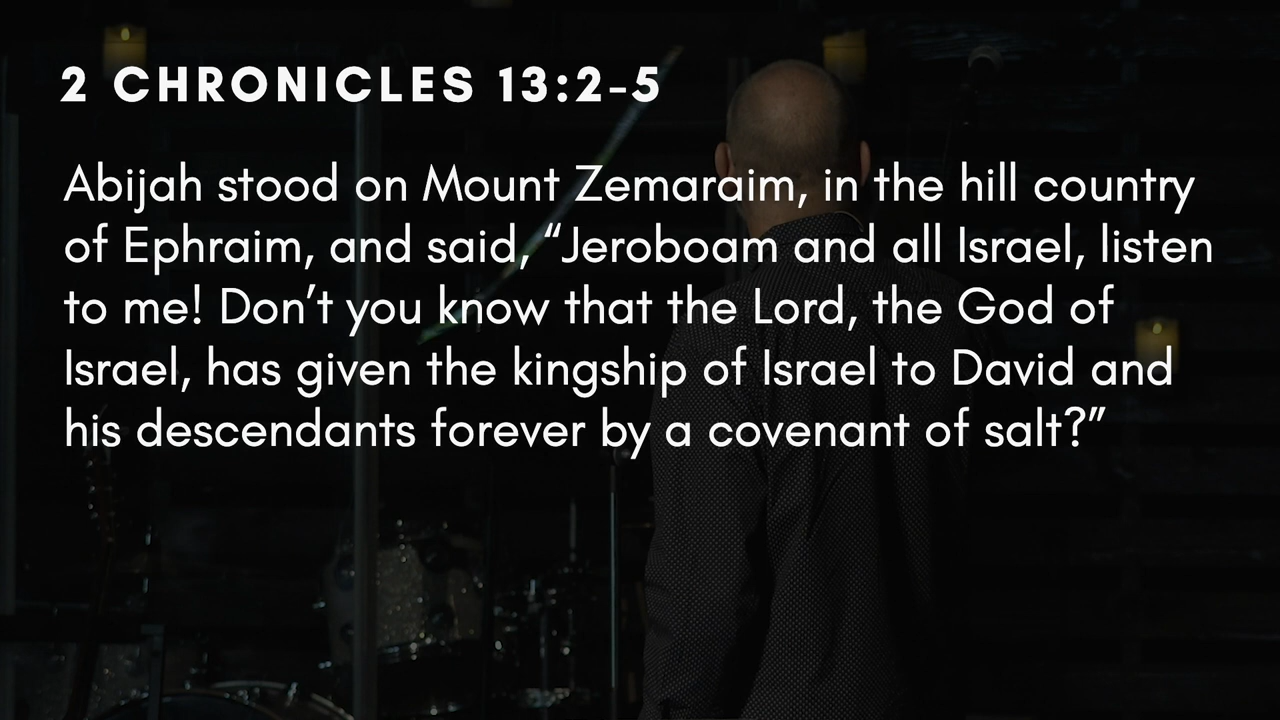 2 CHRONICLES 13:2-5
Abijah stood on Mount Zemaraim, in the hill country
of Ephraim, and said, “Jeroboam and all Israel, listen
to me! Don’t you know that the Lord, the God of
Israel, has given the kingship of Israel to David and
his descendants forever by a covenant of salt?”